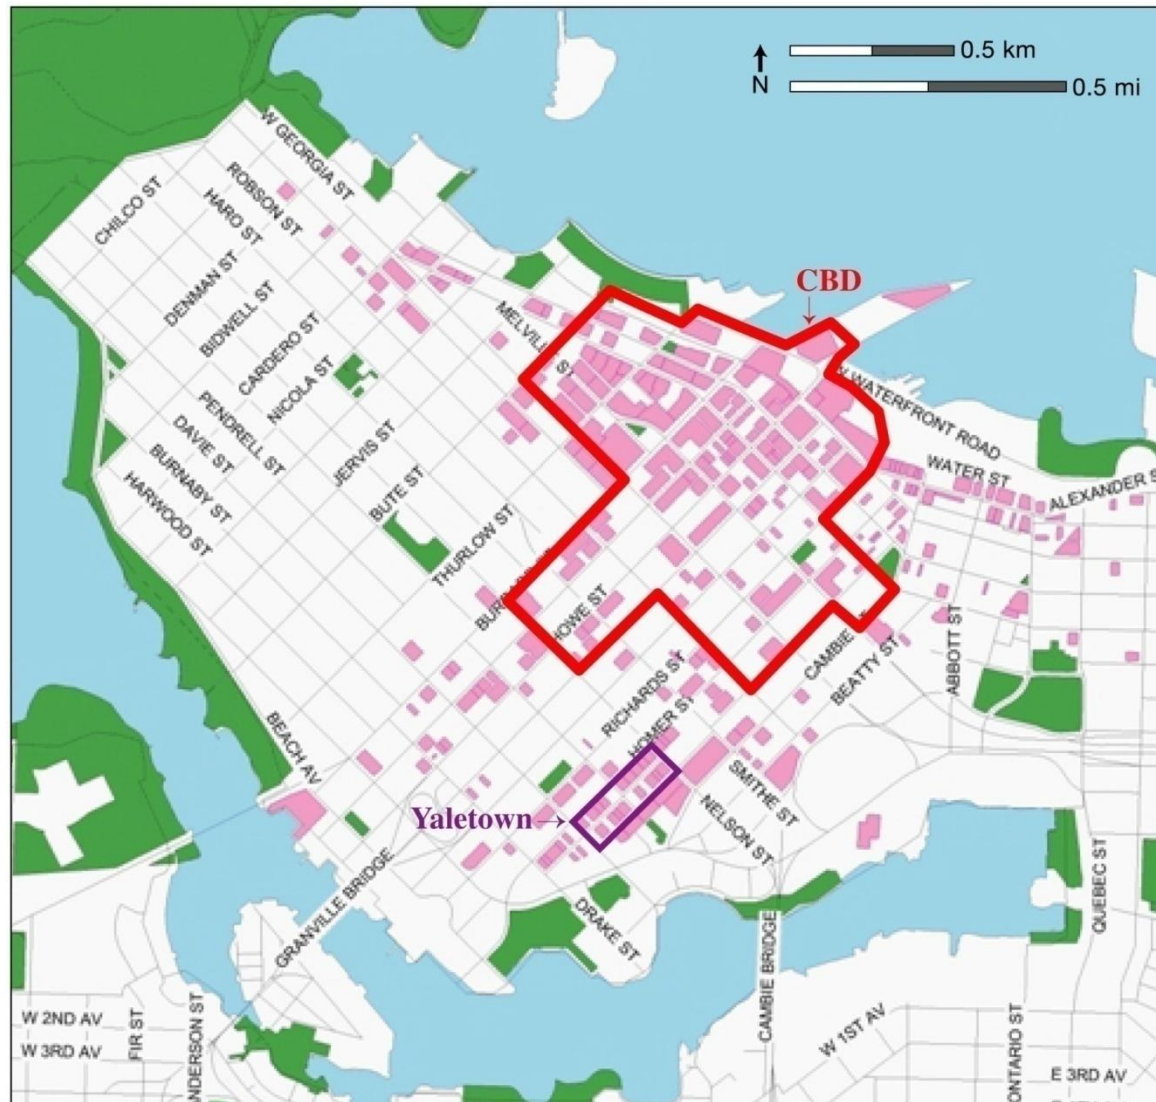 0.5 km
N
0.5 mi
W GEORGIA ST
ROBSON ST
CHILCO ST
HARO ST
CBD
DENMAN ST
BIDWELL ST
MELVIL
ST
CARDERO ST
NICOLA ST
WATERFRONT ROAD
PENDRELL ST
DAVIE ST
WATER ST
JERVIS ST
BURNABY ST
ALEXANDER S
BUTE ST
HARWOOD ST
THURLOW ST
HOWE ST
CAMBIE
ABBOTT ST
BEATTY ST
RICHARDS ST
HOMER ST
BEACH AV
SMITHE ST
Yaletown
NELSON ST
QUEBEC ST
GRANVILLE BRIDGE
DRAKE ST
CAMBIE BRIDGE
W 2ND AV
FIR ST
ANDERSON ST
W 1ST AV
ONTARIO ST
W 3RD AV
E 3RD AV